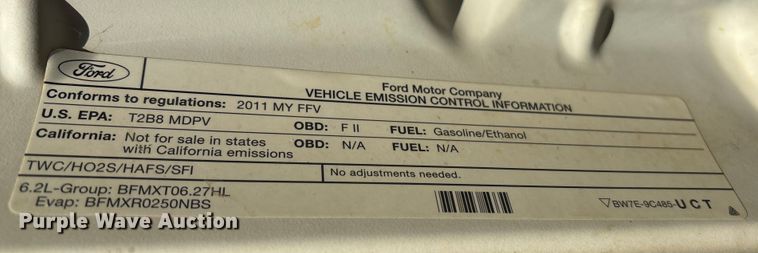 Ford
Ford Motor Company
VEHICLE EMISSION CONTROL INFORMATION
Conforms to regulations: 2011 MY FFV
U.S. EPA: T2B8 MDPV OBD: F II FUEL: Gasoline/Ethanol
California: Not for sale in states with California emissions OBD: N/A FUEL: N/A
TWC/HO2S/HAFS/SFI No adjustments needed.
6.2L-Group: BFMXT06.27HL
Evap: BFMXR0250NBS
BW7E-9C485-UCT
Purple Wave Auction